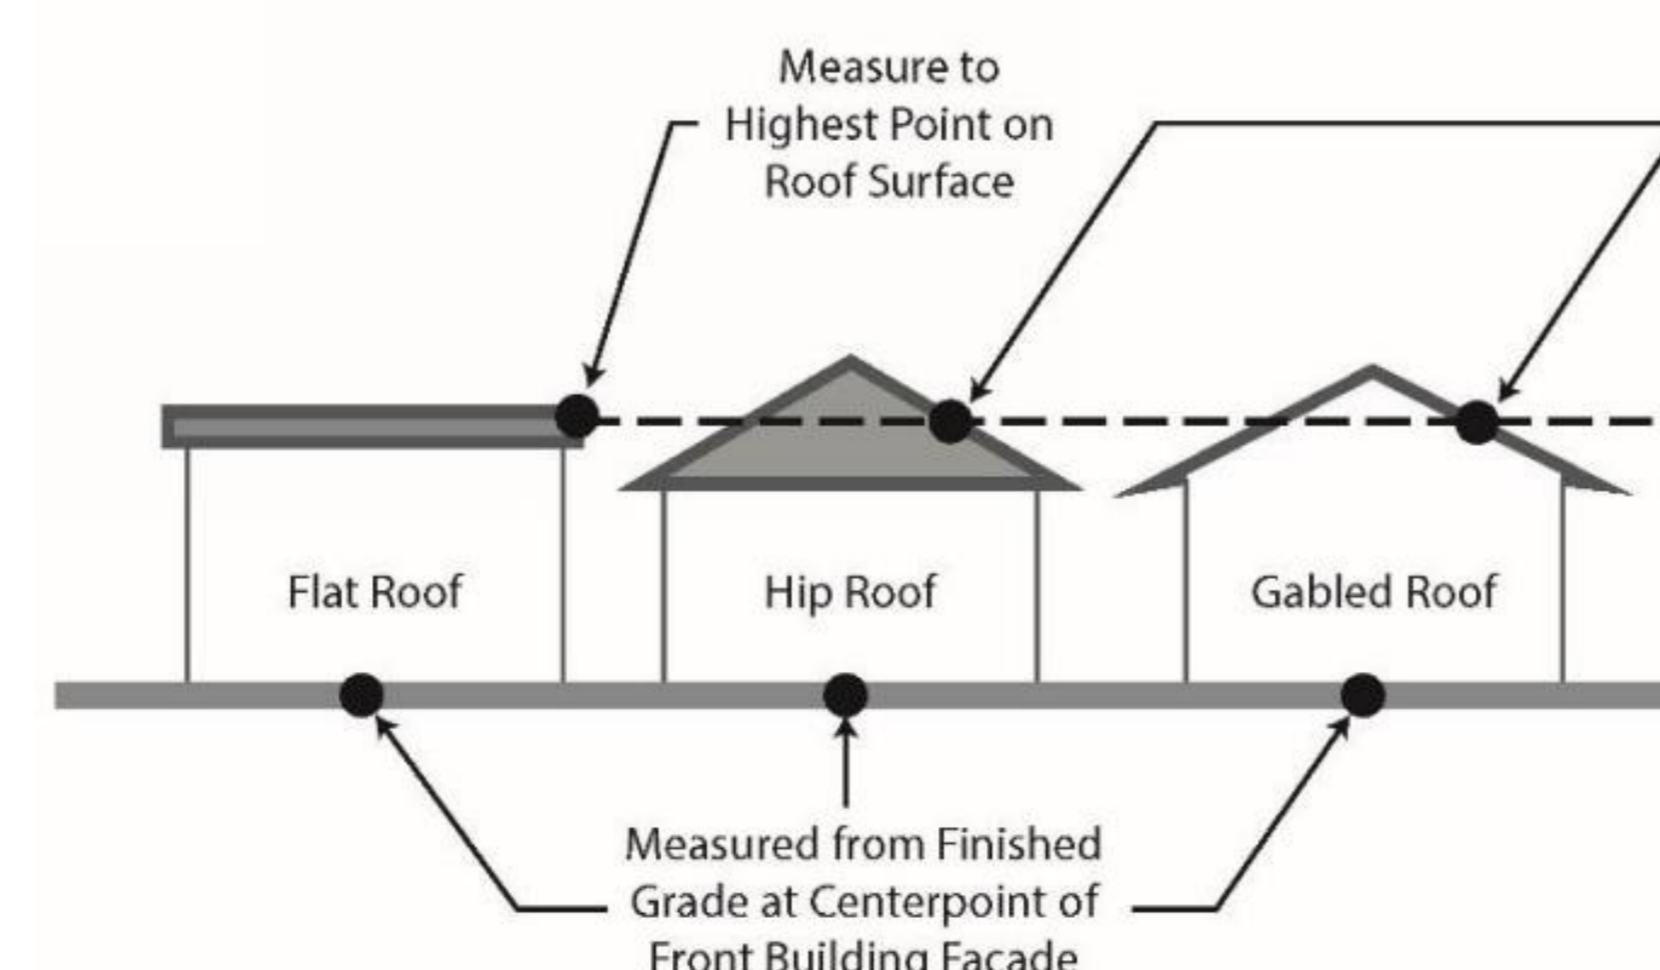 Measure to
Highest Point on
Roof Surface
Flat Roof
Hip Roof
Gabled Roof
Measured from Finished
Grade at Centerpoint of
Front Building Facade